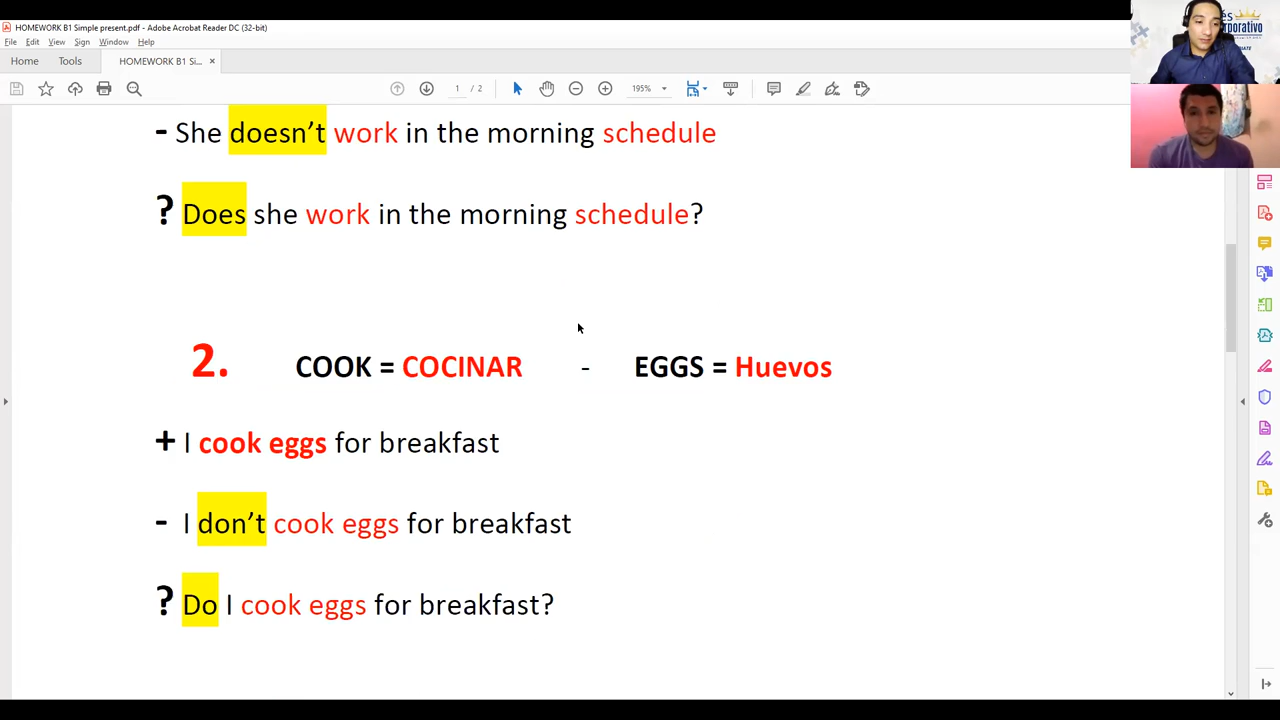 HOMEWORK B1 Simple present.pdf - Adobe Acrobat Reader DC (32-bit)
File Edit View Sign Window Help
Home Tools HOMEWORK B1 Si... ×
1 / 2 195%
- She doesn't work in the morning schedule
? Does she work in the morning schedule?
2. COOK = COCINAR - EGGS = Huevos
+ I cook eggs for breakfast
- I don't cook eggs for breakfast
? Do I cook eggs for breakfast?